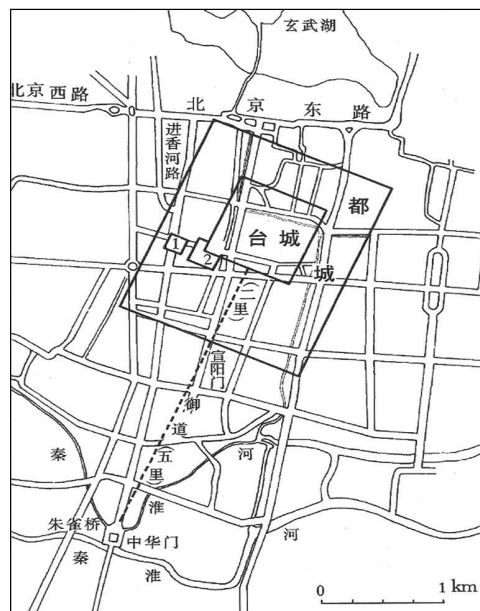 玄武湖
北京西路
北京东路
进香河路
都城
台城
1
2
(二里)
宣阳门
御道
五里
秦淮河
朱雀桥
中华门
秦淮河
0 1 km